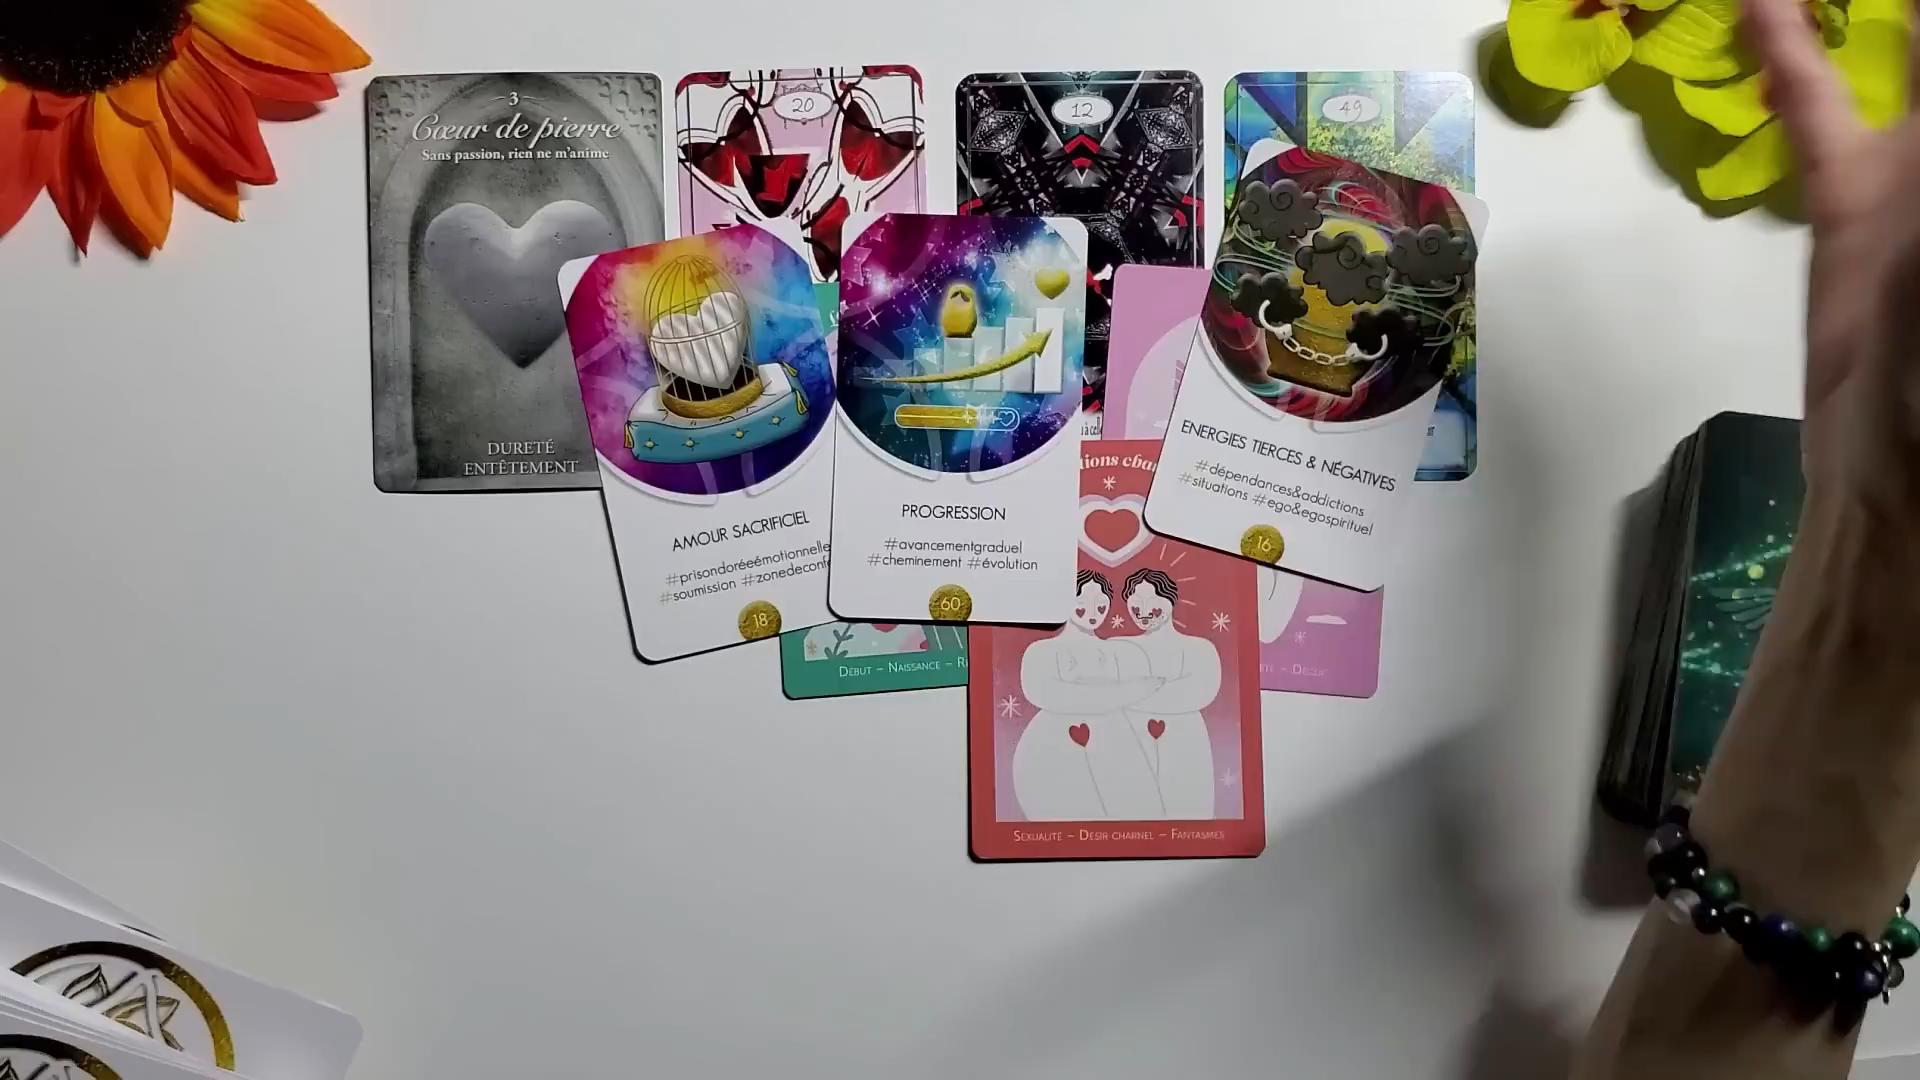 3
Cœur de pierre
Sans passion, rien ne m'anime
DURETÉ
ENTÊTEMENT
20
12
49
AMOUR SACRIFICIEL
#prisondoréeémotionnelle
#soumission
18
PROGRESSION
#avancementgraduel
#cheminement #évolution
60
ENERGIES TIERCES & NÉGATIVES
#dépendances&addictions
#situations #ego&egospirituel
16
DÉBUT – NAISSANCE –
SEXUALITÉ – DÉSIR CHARNEL – FANTASMES